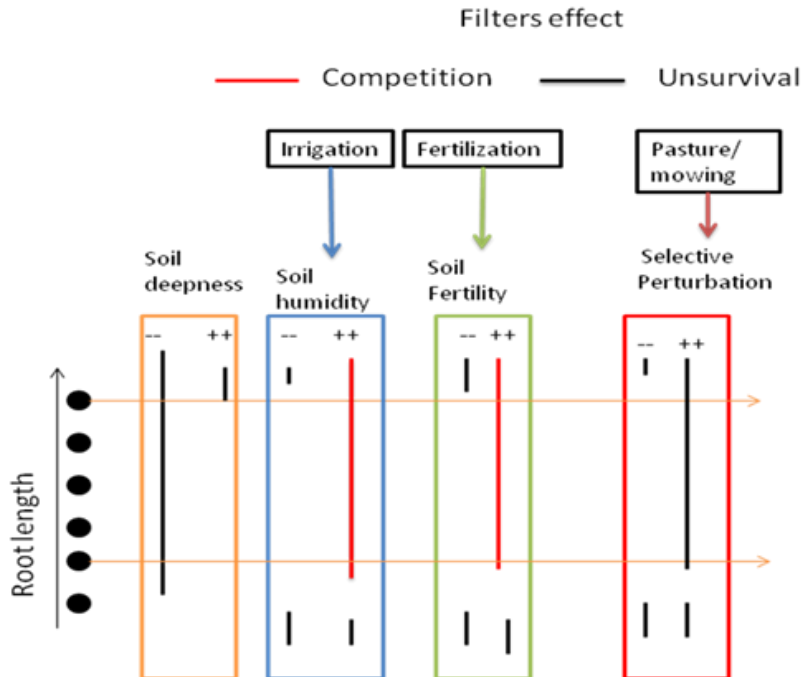 Filters effect
Competition
Unsurvival
Irrigation
Fertilization
Pasture/
mowing
Soil
deepness
Soil
humidity
Soil
Fertility
Selective
Perturbation
-- ++
-- ++
-- ++
-- ++
Root length